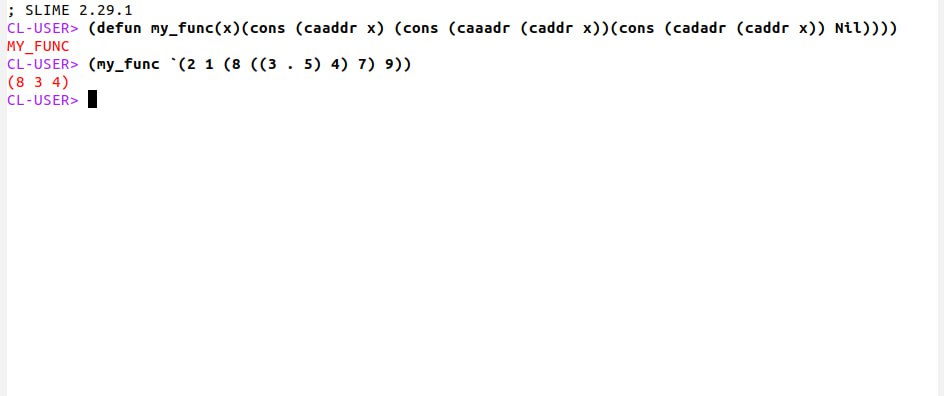 ; SLIME 2.29.1
CL-USER> (defun my_func(x)(cons (caaddr x) (cons (caaadr (caddr x))(cons (cadadr (caddr x)) Nil))))
MY_FUNC
CL-USER> (my_func `(2 1 (8 ((3 . 5) 4) 7) 9))
(8 3 4)
CL-USER>